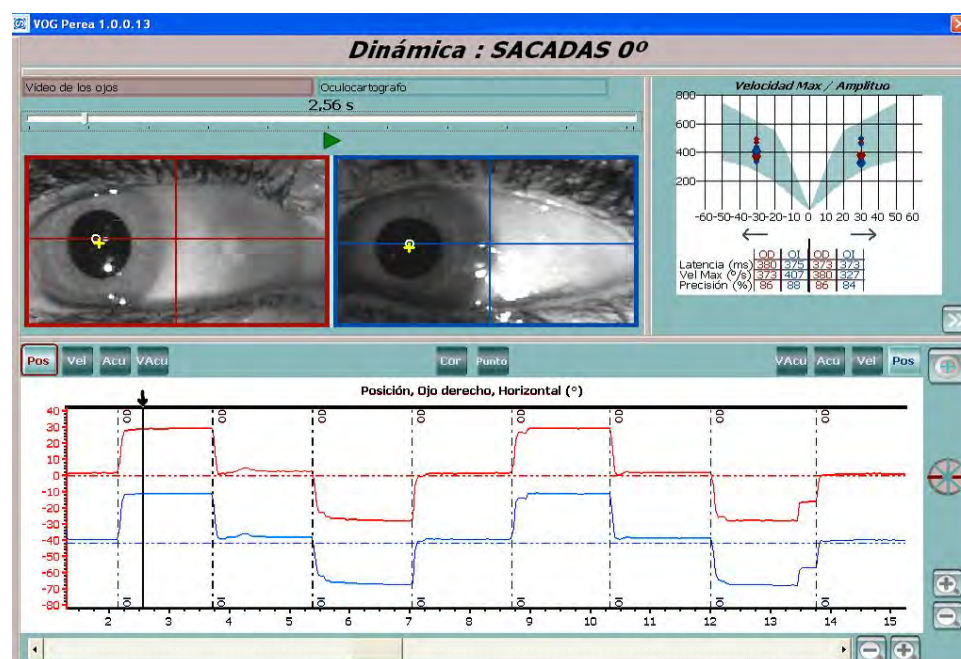 VOG Perea 1.0.0.13
Dinámica : SACADAS 0º
Vídeo de los ojos
Oculocartografo
2,56 s
Velocidad Max / Amplituo
800
600
400
200
-60-50-40-30-20-10 0 10 20 30 40 50 60
OD OI OD OI
Latencia (ms) 380 375 373 373
Vel Max (º/s) 373 407 380 327
Precisión (%) 86 88 86 84
Pos Vel Acu VAcu Cor Punto VAcu Acu Vel Pos
Posición, Ojo derecho, Horizontal (º)
40
30
20
10
0
-10
-20
-30
-40
-50
-60
-70
-80
2 3 4 5 6 7 8 9 10 11 12 13 14 15